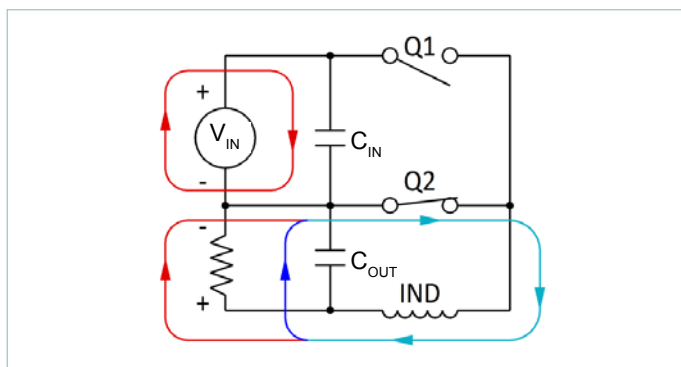 Q1
+
V_IN
C_IN
-
Q2
-
C_OUT
+
IND